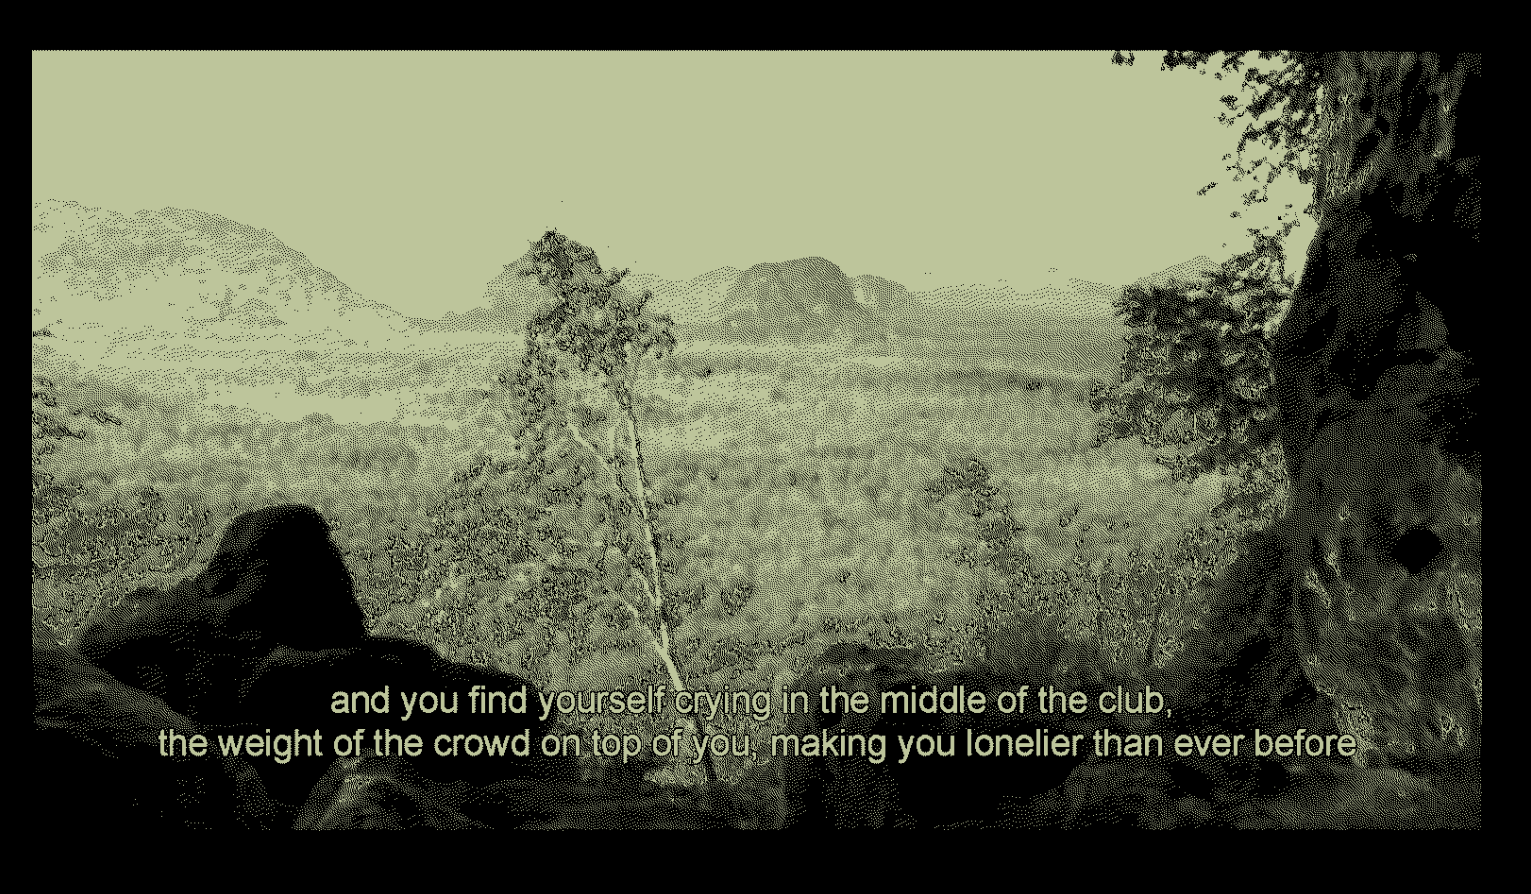 and you find yourself crying in the middle of the club,
the weight of the crowd on top of you, making you lonelier than ever before